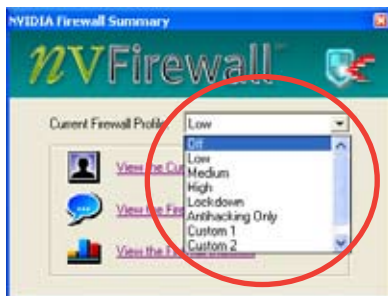 NVIDIA Firewall Summary
nVFirewall
Current Firewall Profile: Low
Off
Low
Medium
High
Lockdown
Antihacking Only
Custom 1
Custom 2
View the
View the
View the